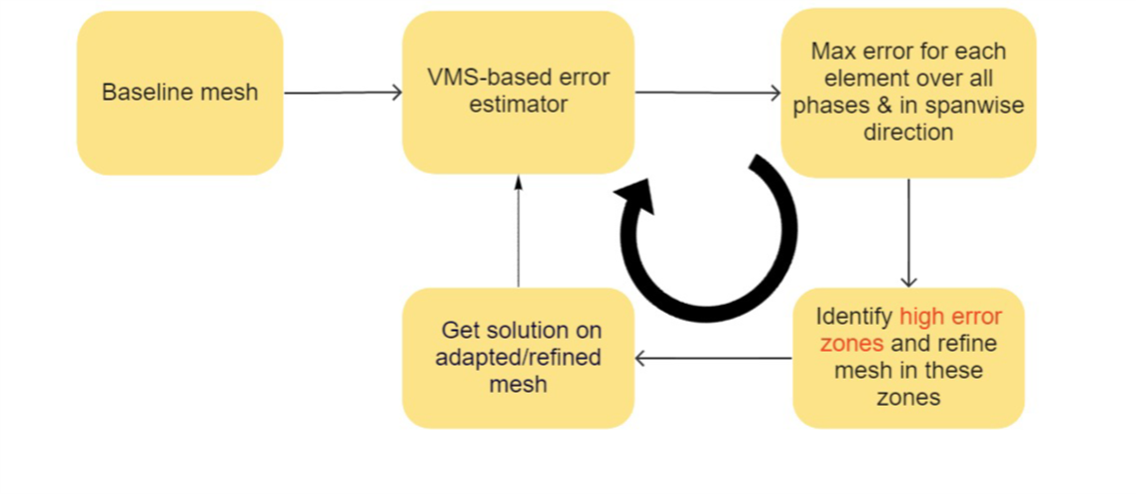 Baseline mesh
VMS-based error
estimator
Max error for each
element over all
phases & in spanwise
direction
Get solution on
adapted/refined
mesh
Identify high error
zones and refine
mesh in these
zones